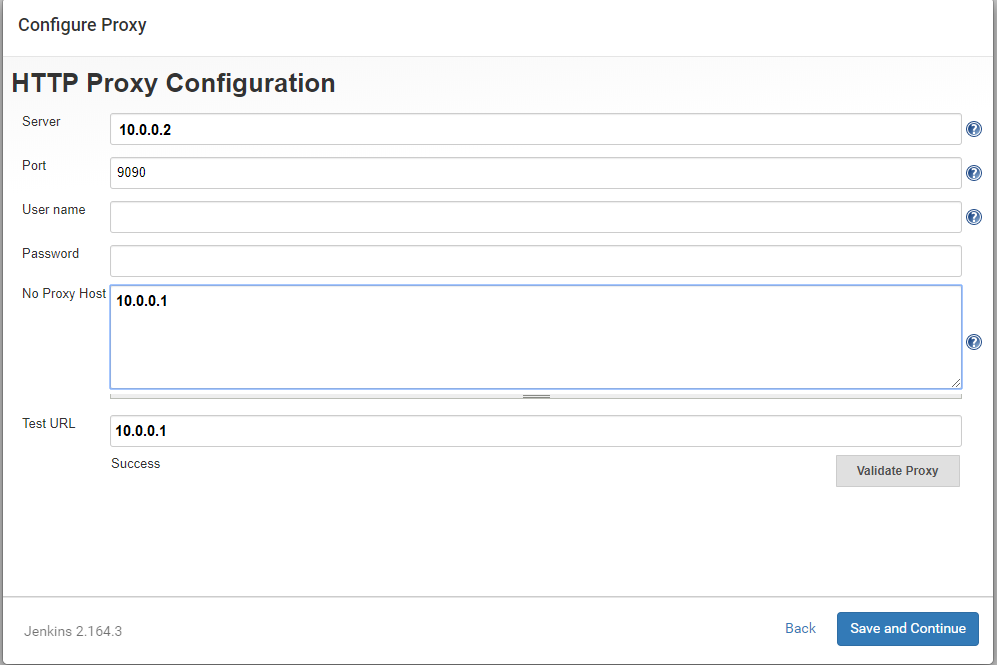 Configure Proxy
HTTP Proxy Configuration
Server 10.0.0.2
Port 9090
User name
Password
No Proxy Host 10.0.0.1
Test URL 10.0.0.1
Success
Validate Proxy
Jenkins 2.164.3
Back
Save and Continue